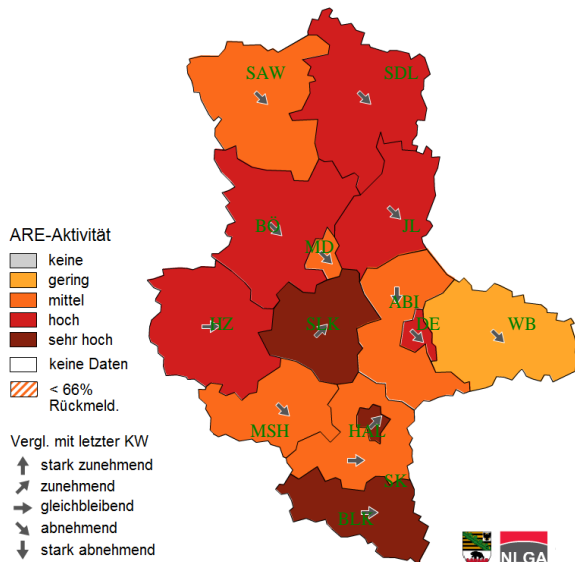 SAW
SDL
BÖ
JL
MD
ABI
HZ
SLK
DE
WB
MSH
HAL
SK
BLK
ARE-Aktivität
keine
gering
mittel
hoch
sehr hoch
keine Daten
< 66%
Rückmeld.
Vergl. mit letzter KW
stark zunehmend
zunehmend
gleichbleibend
abnehmend
stark abnehmend
NLGA